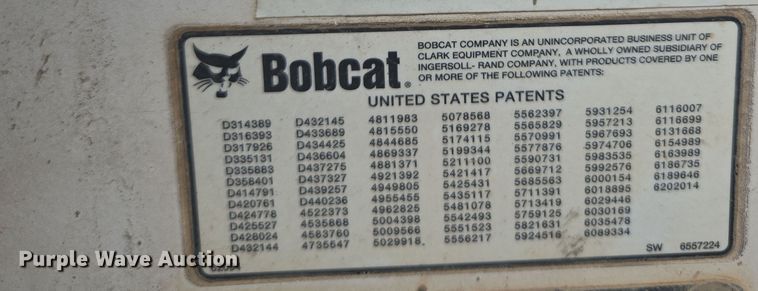 Bobcat®
BOBCAT COMPANY IS AN UNINCORPORATED BUSINESS UNIT OF
CLARK EQUIPMENT COMPANY, A WHOLLY OWNED SUBSIDIARY OF
INGERSOLL- RAND COMPANY, WITH PRODUCTS COVERED BY ONE
OR MORE OF THE FOLLOWING PATENTS:
UNITED STATES PATENTS
D314389 D432145 4811983 5078568 5562397 5931254 6116007
D316393 D433689 4815550 5169278 5565829 5957213 6116699
D317926 D434425 4844685 5174115 5570991 5967693 6131668
D335131 D436604 4869337 5199344 5577876 5974706 6154989
D335883 D437275 4881371 5211100 5590731 5983535 6163989
D358401 D437327 4921392 5421417 5669712 5992576 6186735
D414791 D439257 4949805 5425431 5685563 6000154 6189646
D420761 D440236 4955455 5435117 5711391 6018895 6202014
D424778 4522373 4962825 5481078 5713419 6029446
D425527 4535868 5004398 5542493 5759125 6030169
D428024 4583760 5009566 5551523 5821631 6035478
D432144 4735547 5029918 5556217 5924516 6089334
SW 6557224
Purple Wave Auction